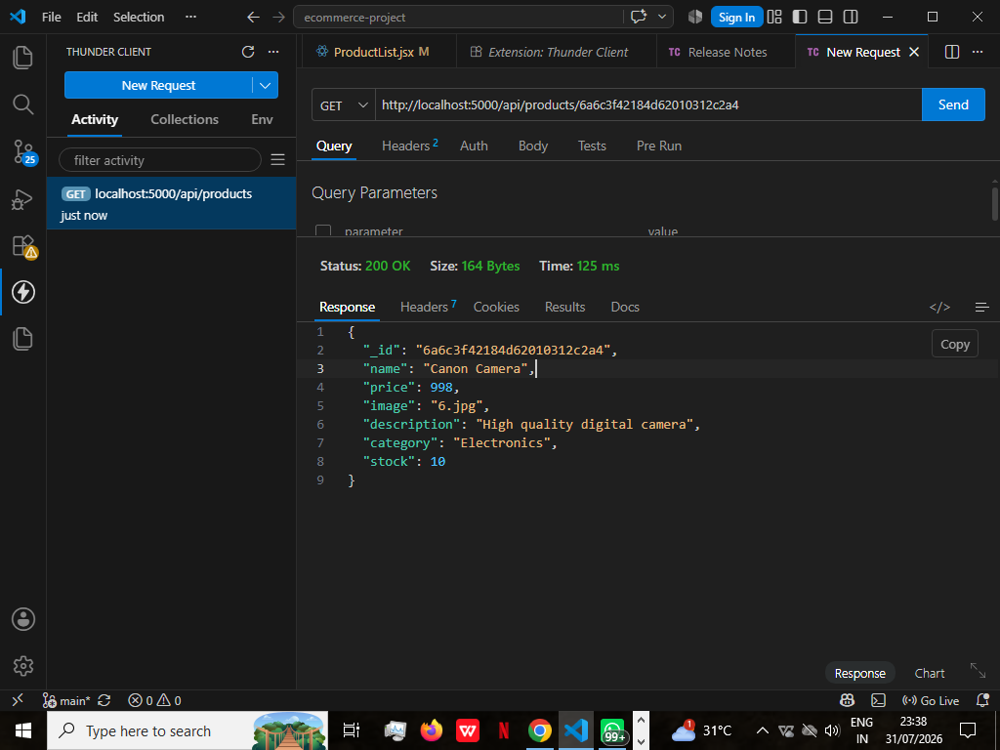 File Edit Selection ··· ecommerce-project Sign In
THUNDER CLIENT ···
New Request
Activity Collections Env
filter activity
GET localhost:5000/api/products
just now
25
ProductList.jsx M Extension: Thunder Client TC Release Notes TC New Request ···
GET http://localhost:5000/api/products/6a6c3f42184d62010312c2a4 Send
Query Headers 2 Auth Body Tests Pre Run
Query Parameters
parameter value
Status: 200 OK Size: 164 Bytes Time: 125 ms
Response Headers 7 Cookies Results Docs </>
Copy
1 {
2 "_id": "6a6c3f42184d62010312c2a4",
3 "name": "Canon Camera",
4 "price": 998,
5 "image": "6.jpg",
6 "description": "High quality digital camera",
7 "category": "Electronics",
8 "stock": 10
9 }
Response Chart
main* 0 0 Go Live
Type here to search W N 99+ 1 31°C ENG IN 23:38 31/07/2026